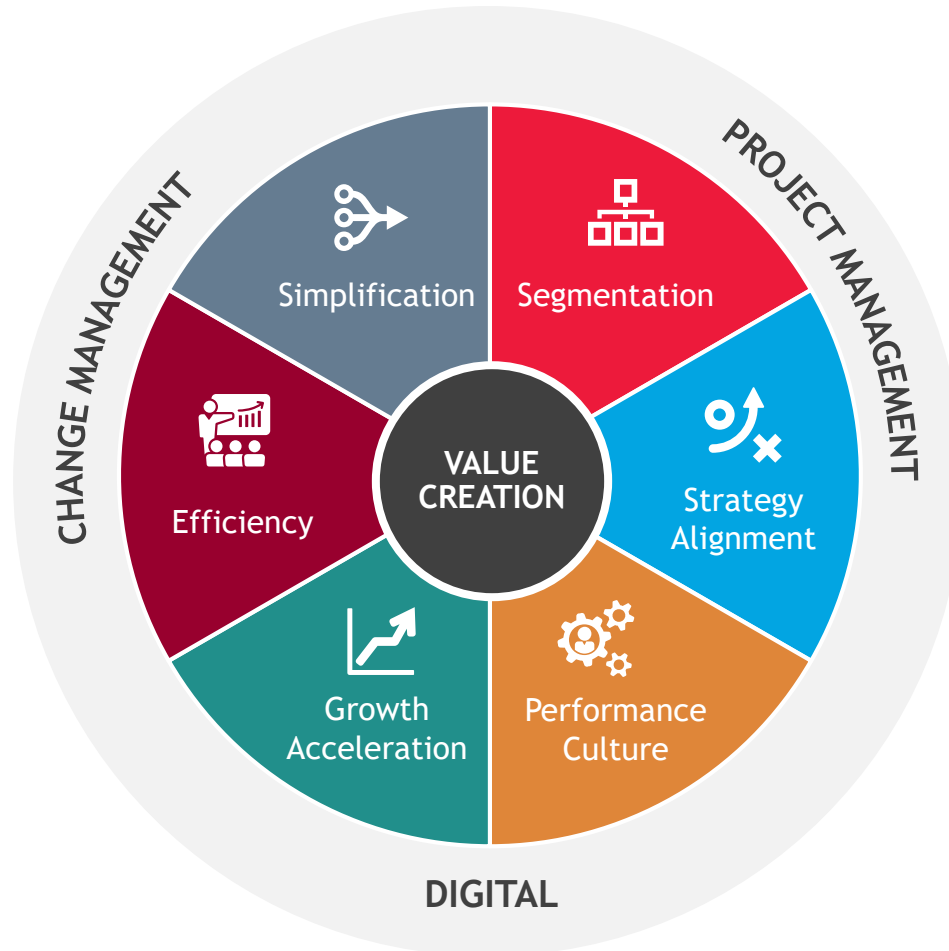 CHANGE MANAGEMENT
PROJECT MANAGEMENT
Simplification
Segmentation
VALUE
CREATION
Efficiency
Strategy
Alignment
Growth
Acceleration
Performance
Culture
DIGITAL